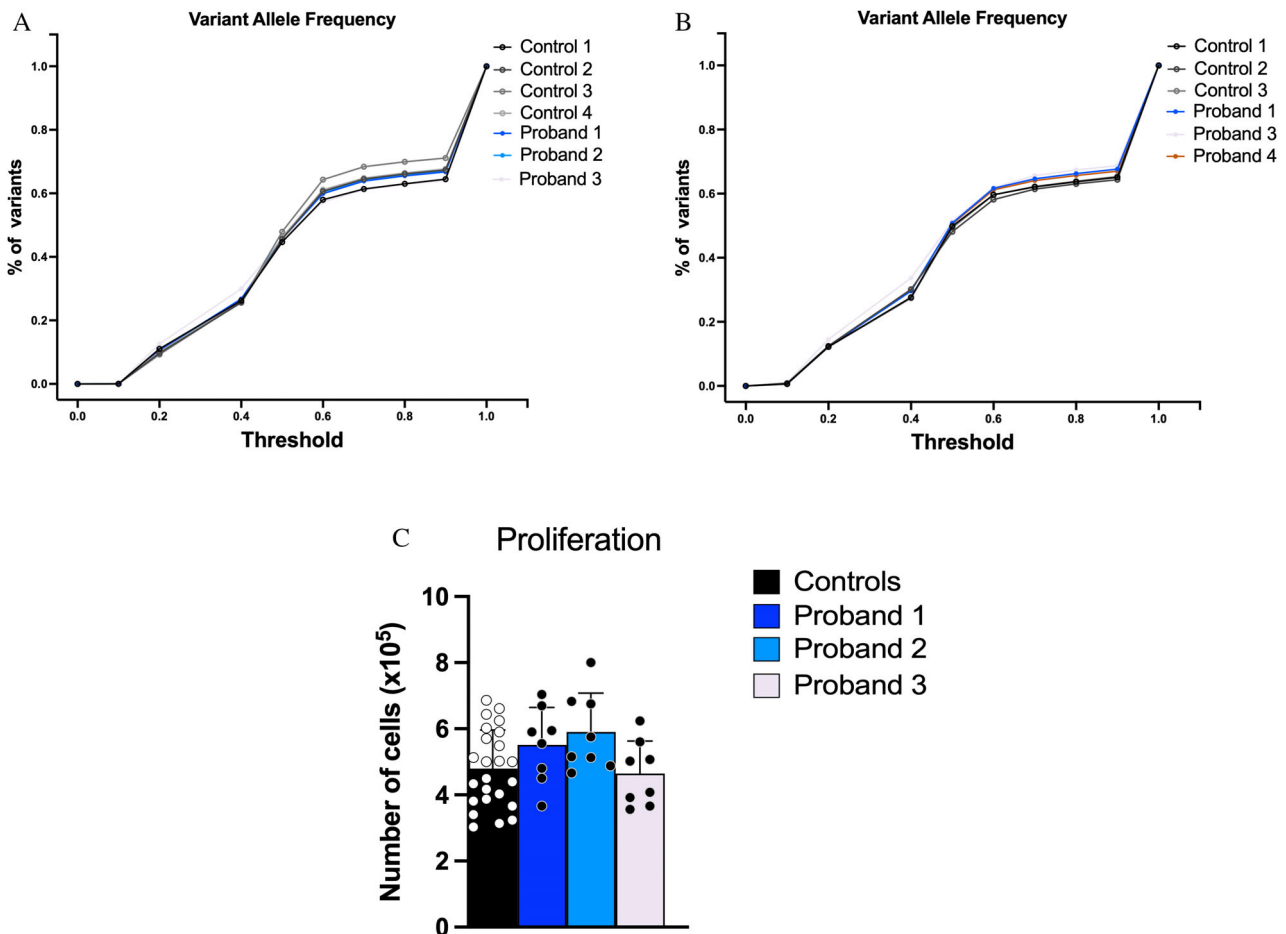 A
Variant Allele Frequency
Control 1
Control 2
Control 3
Control 4
Proband 1
Proband 2
Proband 3
% of variants
1.0
0.8
0.6
0.4
0.2
0.0
0.0 0.2 0.4 0.6 0.8 1.0
Threshold
B
Variant Allele Frequency
Control 1
Control 2
Control 3
Proband 1
Proband 3
Proband 4
% of variants
1.0
0.8
0.6
0.4
0.2
0.0
0.0 0.2 0.4 0.6 0.8 1.0
Threshold
C
Proliferation
Number of cells (x10⁵)
10
8
6
4
2
0
Controls
Proband 1
Proband 2
Proband 3